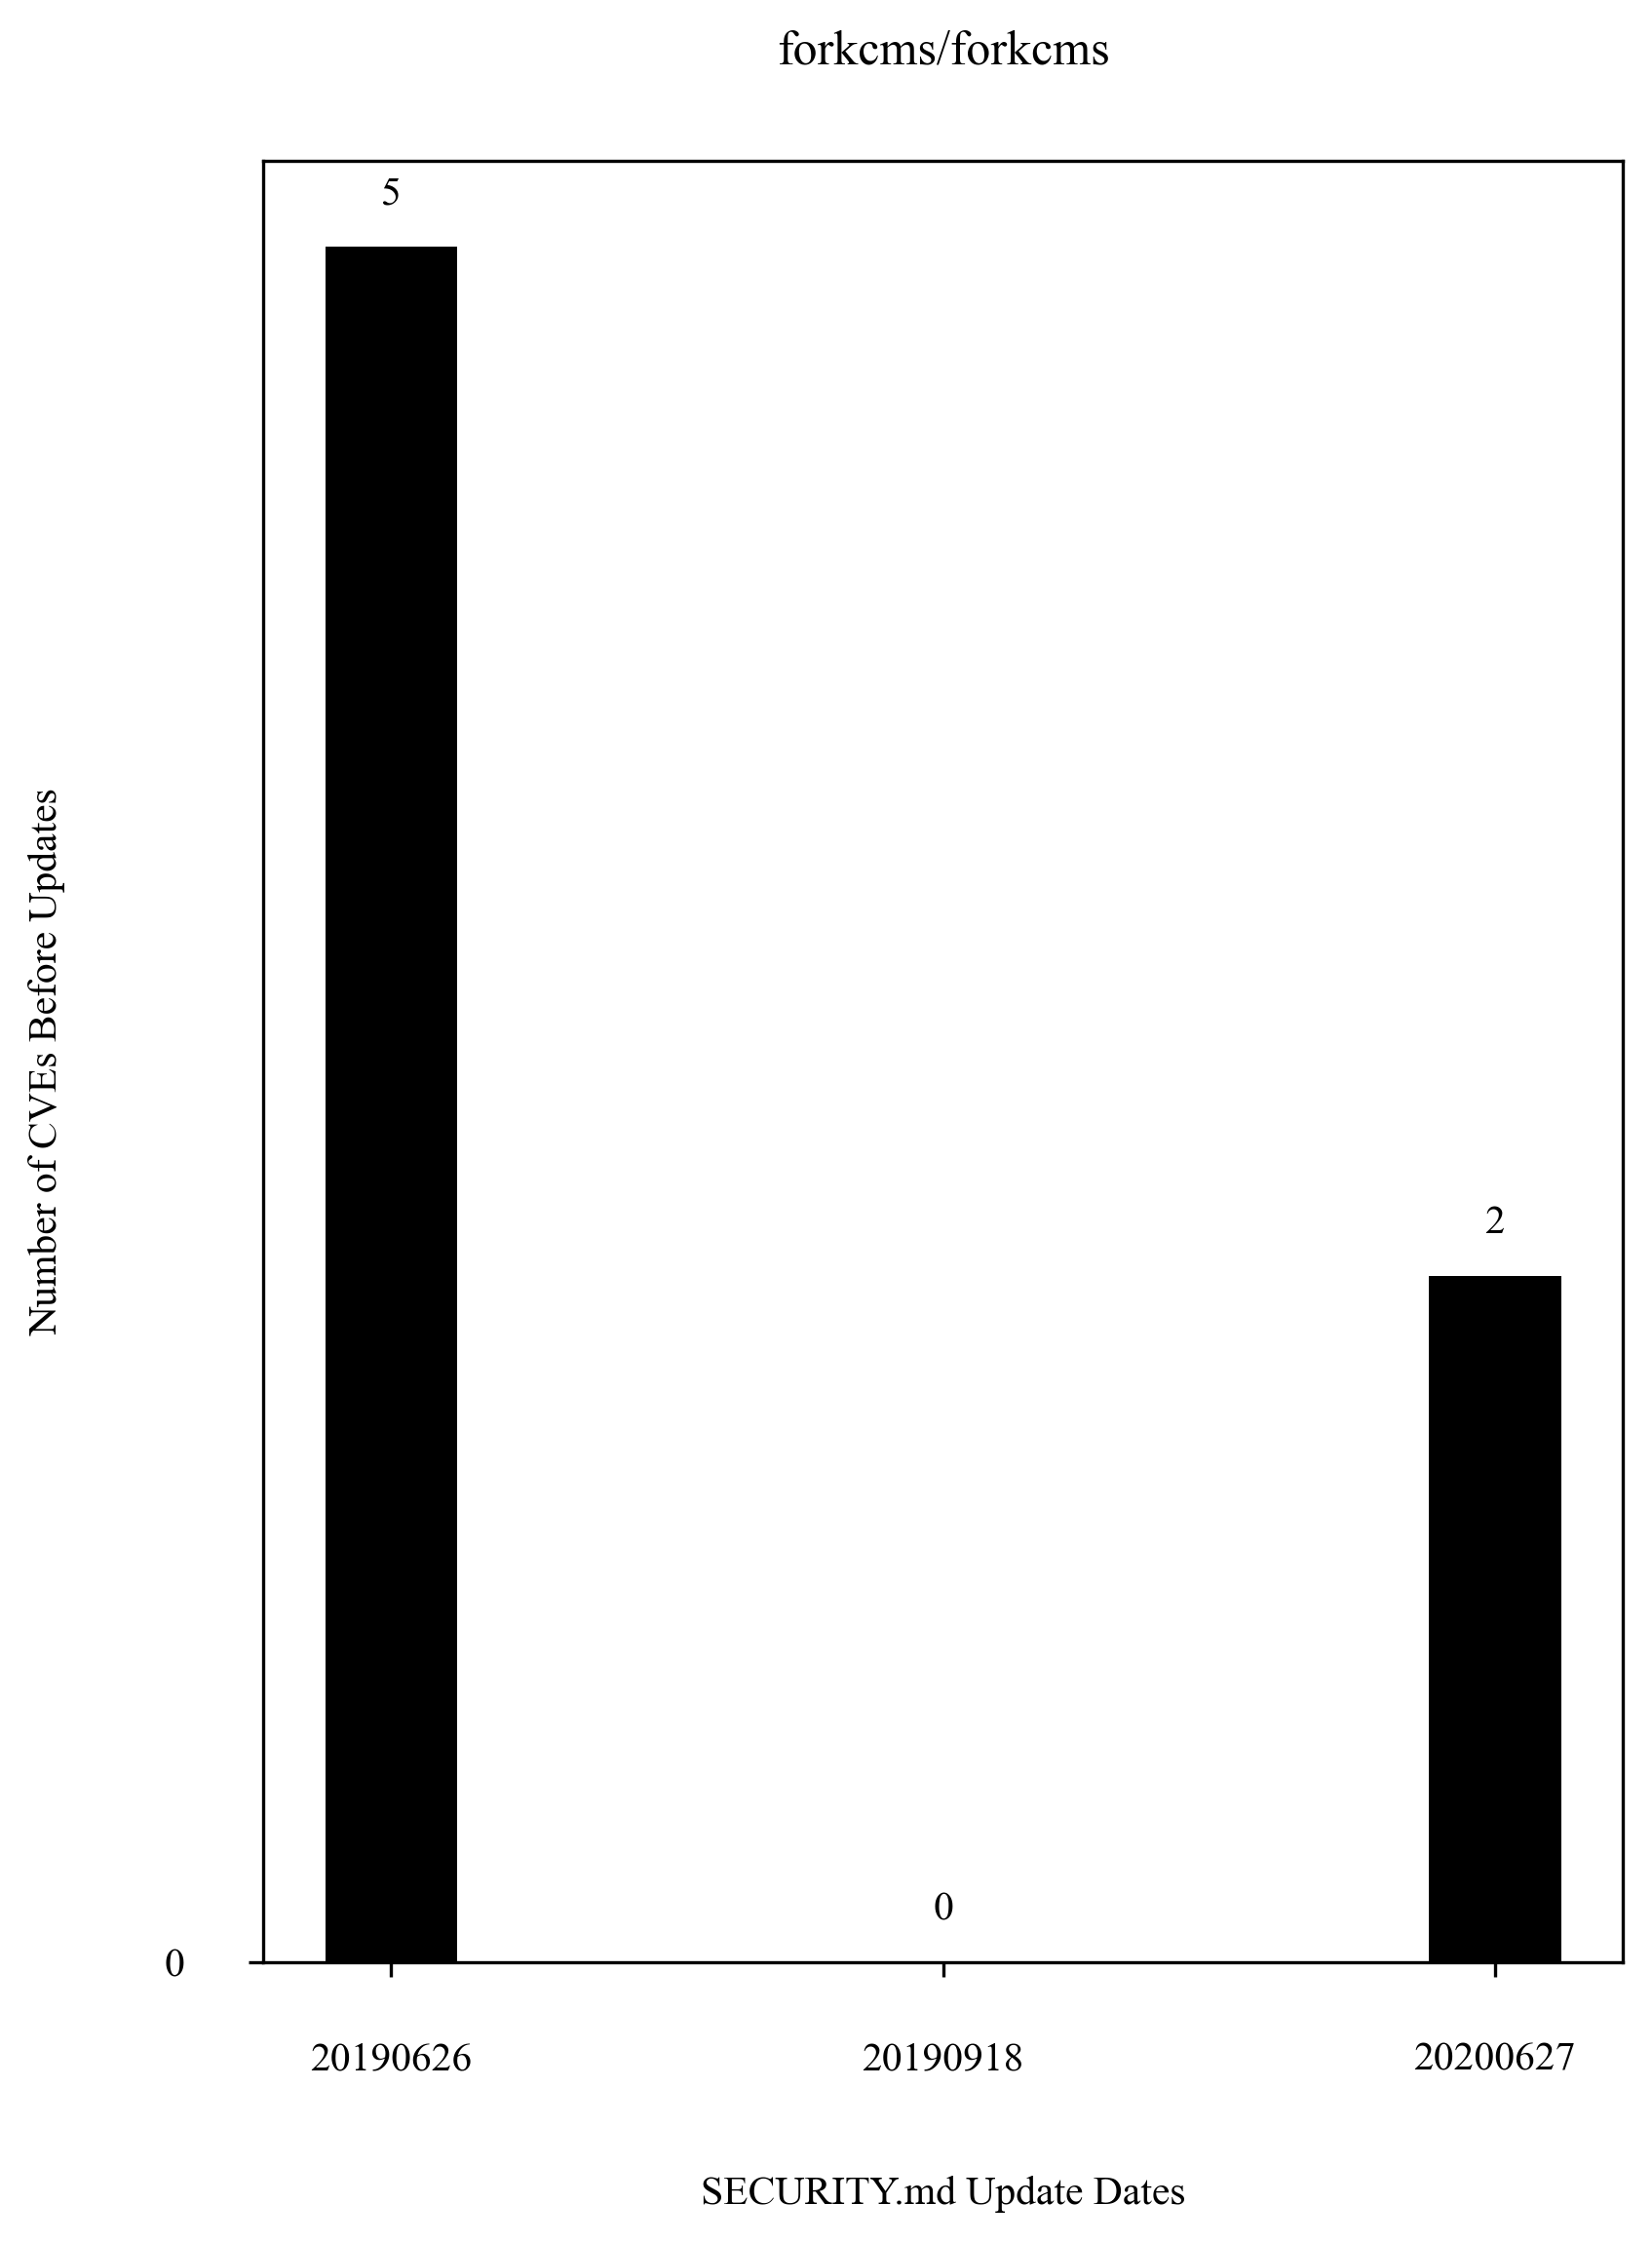 forkcms/forkcms
5
2
0
0
Number of CVEs Before Updates
20190626
20190918
20200627
SECURITY.md Update Dates